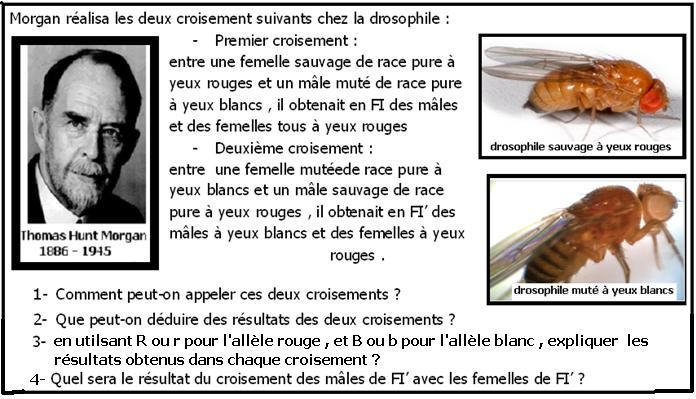 Morgan réalisa les deux croisement suivants chez la drosophile :
- Premier croisement :
entre une femelle sauvage de race pure à
yeux rouges et un mâle muté de race pure
à yeux blancs , il obtenait en FI des mâles
et des femelles tous à yeux rouges
- Deuxième croisement :
entre une femelle mutéede race pure à
yeux blancs et un mâle sauvage de race
pure à yeux rouges , il obtenait en FI′ des
mâles à yeux blancs et des femelles à yeux
rouges .
Thomas Hunt Morgan
1886 - 1945
drosophile sauvage à yeux rouges
drosophile muté à yeux blancs
1- Comment peut-on appeler ces deux croisements ?
2- Que peut-on déduire des résultats des deux croisements ?
3- en utilsant R ou r pour l'allèle rouge , et B ou b pour l'allèle blanc , expliquer les
résultats obtenus dans chaque croisement ?
4- Quel sera le résultat du croisement des mâles de FI′ avec les femelles de FI′ ?